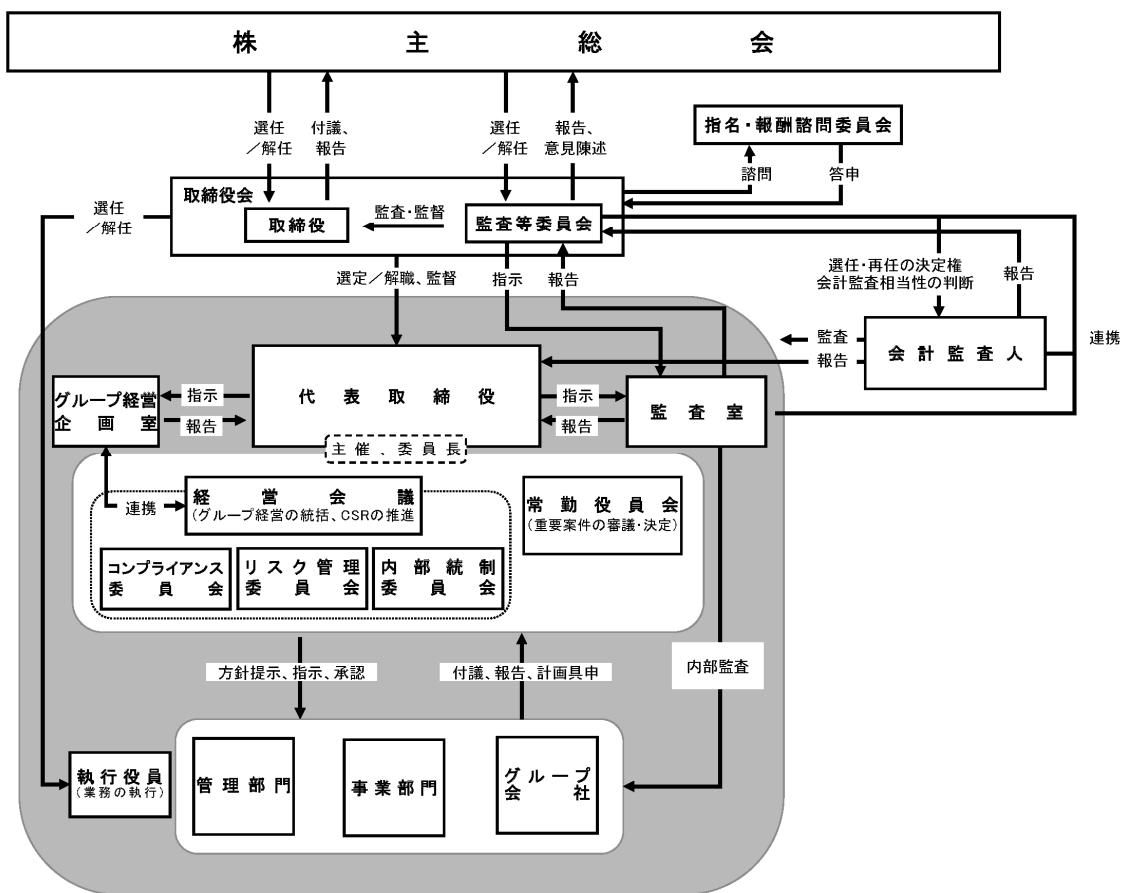 株主総会
選任
／解任
付議、
報告
選任
／解任
報告、
意見陳述
指名・報酬諮問委員会
諮問
答申
取締役会
取締役
監査・監督
監査等委員会
選任
／解任
選定／解職、監督
指示
報告
選任・再任の決定権
会計監査相当性の判断
報告
連携
監査
報告
会計監査人
グループ経営
企画室
指示
報告
代表取締役
指示
報告
監査室
主催、委員長
連携
経営会議
(グループ経営の統括、CSRの推進)
常勤役員会
(重要案件の審議・決定)
コンプライアンス
委員会
リスク管理
委員会
内部統制
委員会
方針提示、指示、承認
付議、報告、計画具申
内部監査
執行役員
(業務の執行)
管理部門
事業部門
グループ
会社